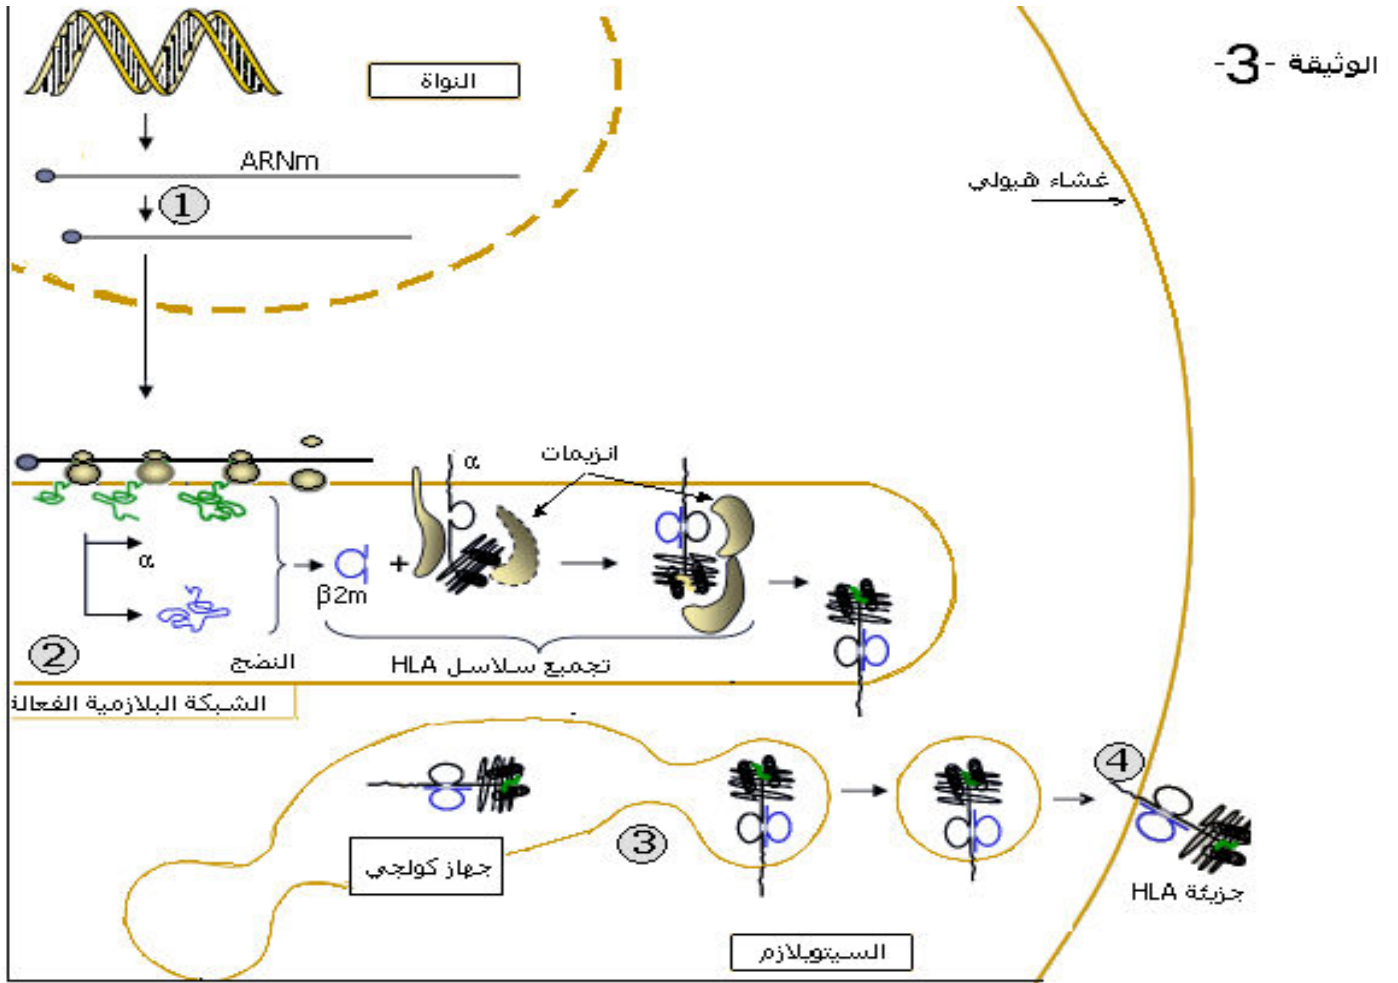 الوثيقة -3-
النواة
ARNm
1
غشاء هيولي
انزيمات
α
α
+
β2m
2
النضج
تجميع سلاسل HLA
الشبكة البلازمية الفعالة
4
3
جهاز كولجي
جزيئة HLA
السيتوبلازم